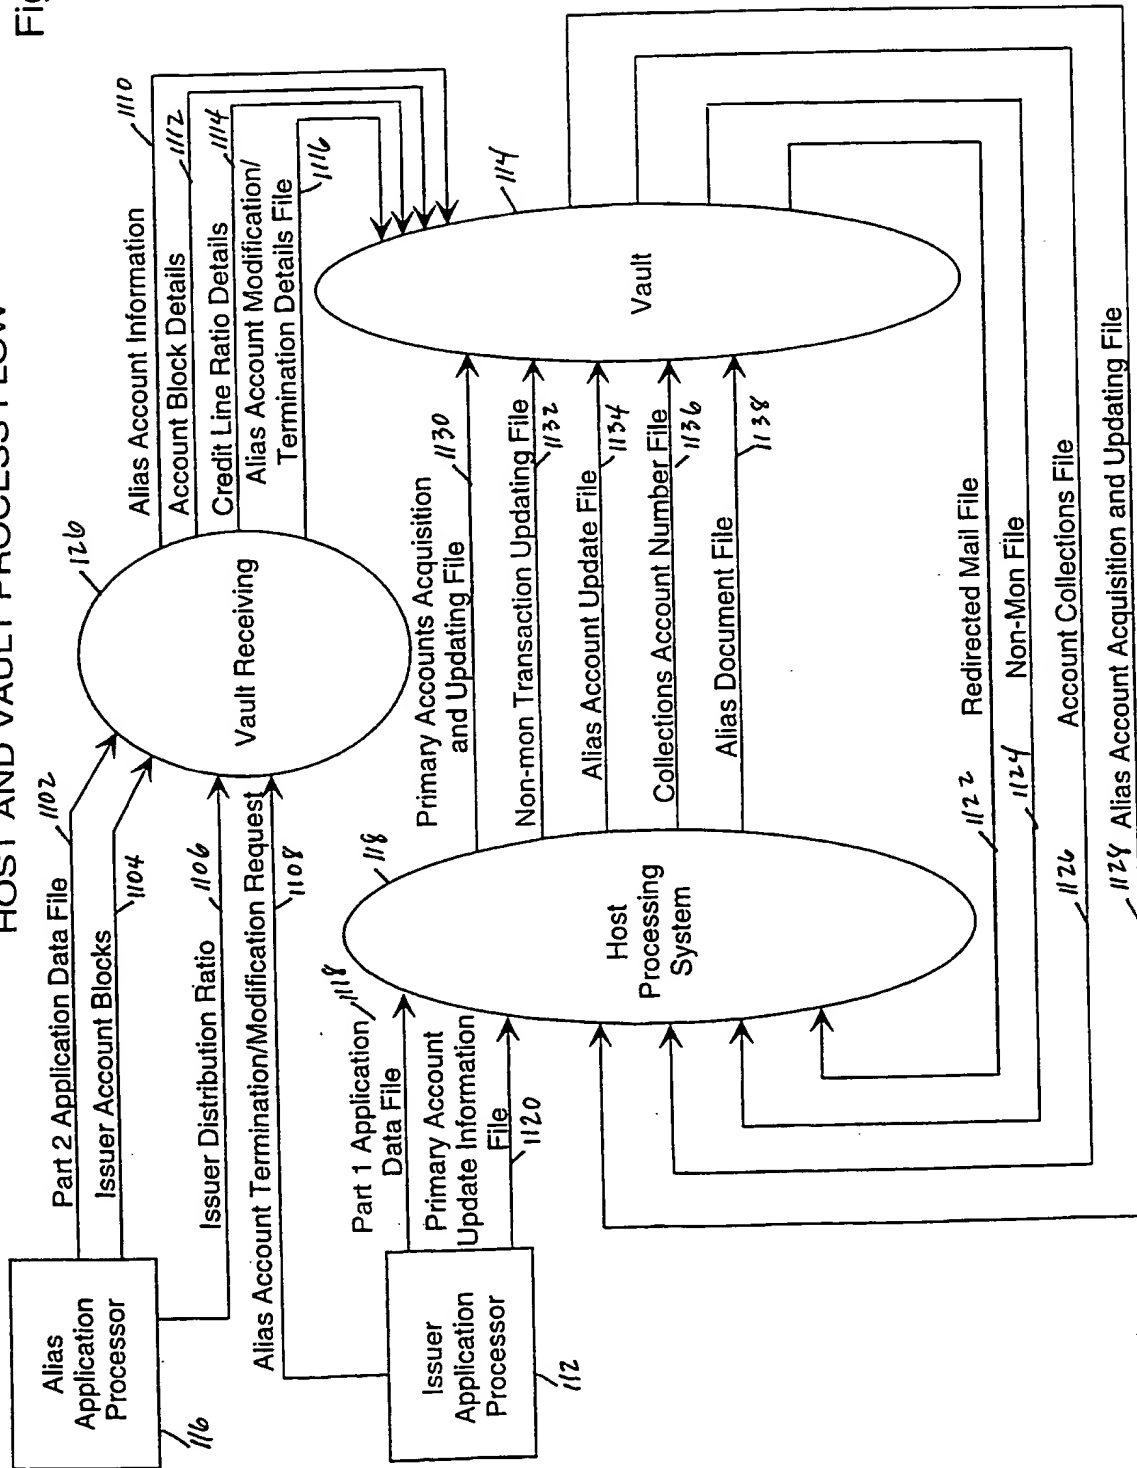 Fig
HOST AND VAULT PROCESS FLOW
Alias
Application
Processor
116
Part 2 Application Data File
1102
Issuer Account Blocks
1104
Issuer Distribution Ratio
1106
Alias Account Termination/Modification Request
1108
Vault Receiving
126
Alias Account Information
1110
Account Block Details
1112
Credit Line Ratio Details
1114
Alias Account Modification/
Termination Details File
1116
Issuer
Application
Processor
112
Part 1 Application
Data File
1118
Primary Account
Update Information
File
1120
Host
Processing
System
118
Primary Accounts Acquisition
and Updating File
1130
Non-mon Transaction Updating File
1132
Alias Account Update File
1134
Collections Account Number File
1136
Alias Document File
1138
Vault
114
1122
Redirected Mail File
1124
Non-Mon File
1126
Account Collections File
1128
Alias Account Acquisition and Updating File